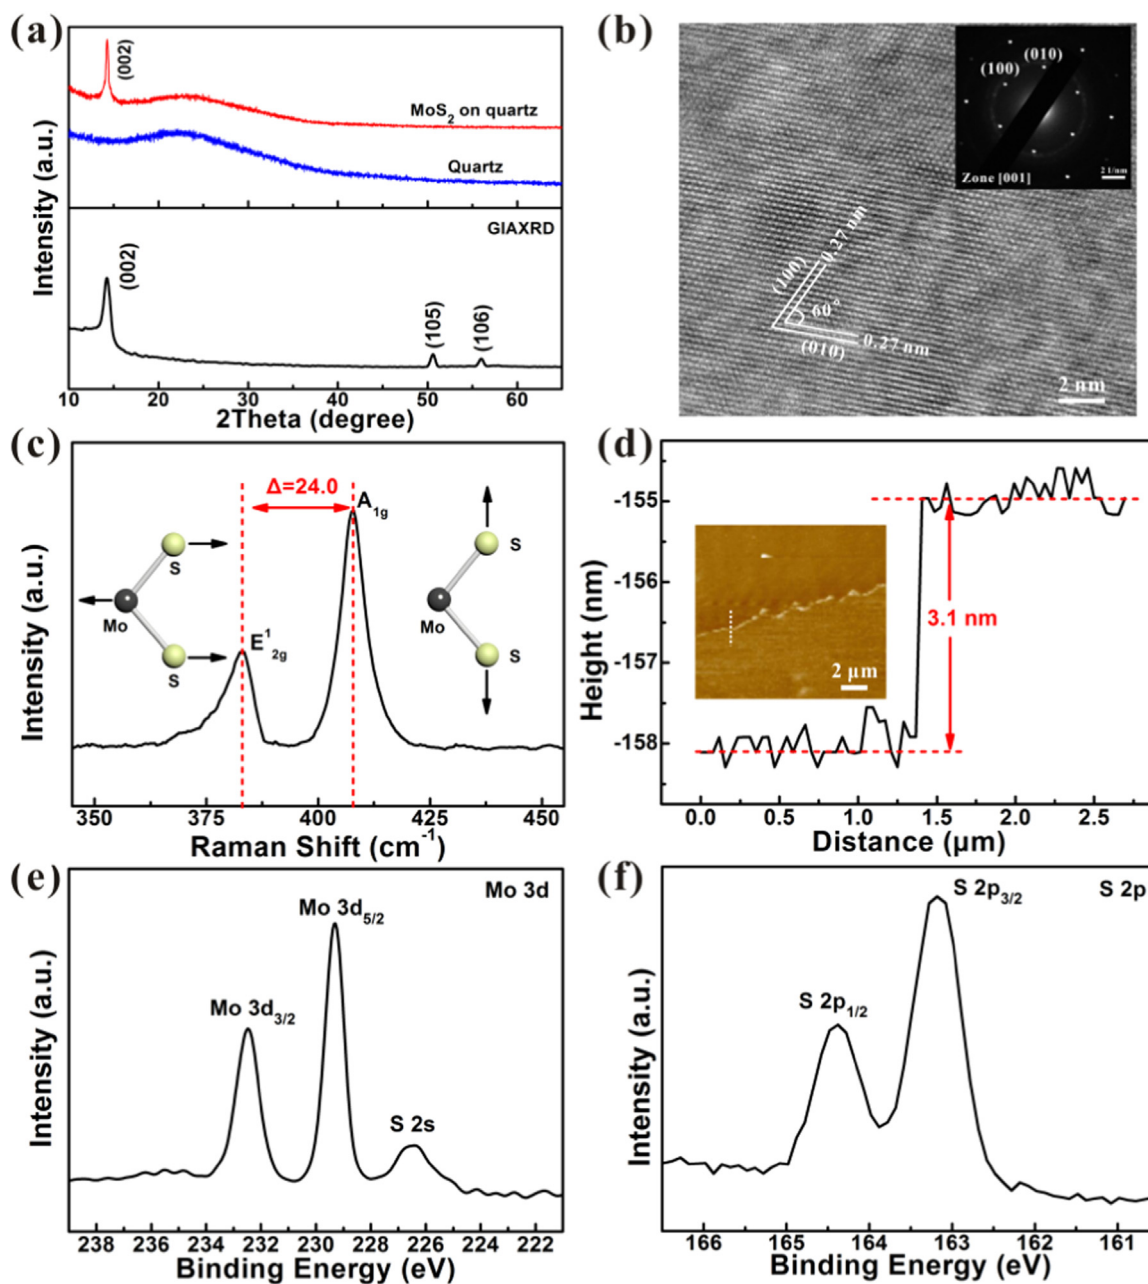 (a)
Intensity (a.u.)
(002)
MoS2 on quartz
Quartz
GIAXRD
(002)
(105)
(106)
10 20 30 40 50 60
2Theta (degree)
(b)
(010)
(100)
Zone [001]
2 1/nm
(100)
0.27 nm
60°
(010)
0.27 nm
2 nm
(c)
Intensity (a.u.)
Δ=24.0
A1g
S
S
Mo
Mo
E12g
S
S
350 375 400 425 450
Raman Shift (cm-1)
(d)
Height (nm)
-155
-156
-157
-158
3.1 nm
2 μm
0.0 0.5 1.0 1.5 2.0 2.5
Distance (μm)
(e)
Intensity (a.u.)
Mo 3d
Mo 3d5/2
Mo 3d3/2
S 2s
238 236 234 232 230 228 226 224 222
Binding Energy (eV)
(f)
Intensity (a.u.)
S 2p3/2
S 2p
S 2p1/2
166 165 164 163 162 161
Binding Energy (eV)